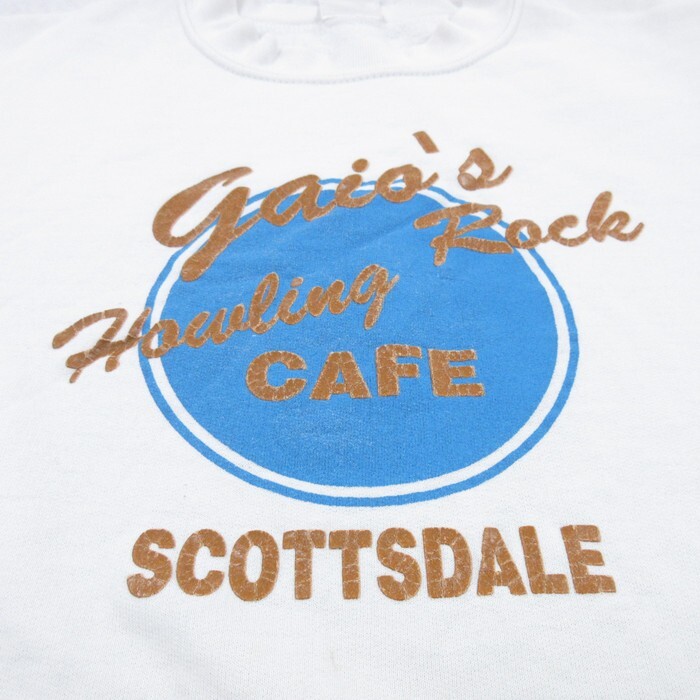 Gaio`s
Rock
Howling
CAFE
SCOTTSDALE